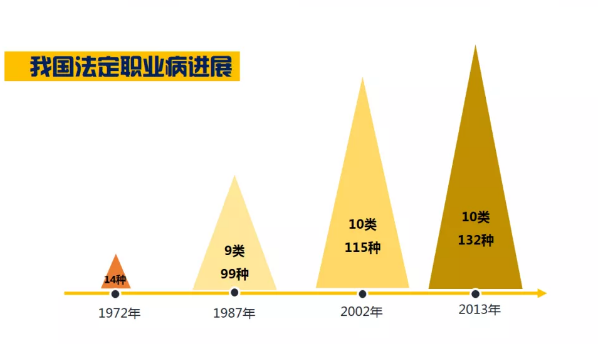 我国法定职业病进展
14种
9类
99种
10类
115种
10类
132种
1972年
1987年
2002年
2013年